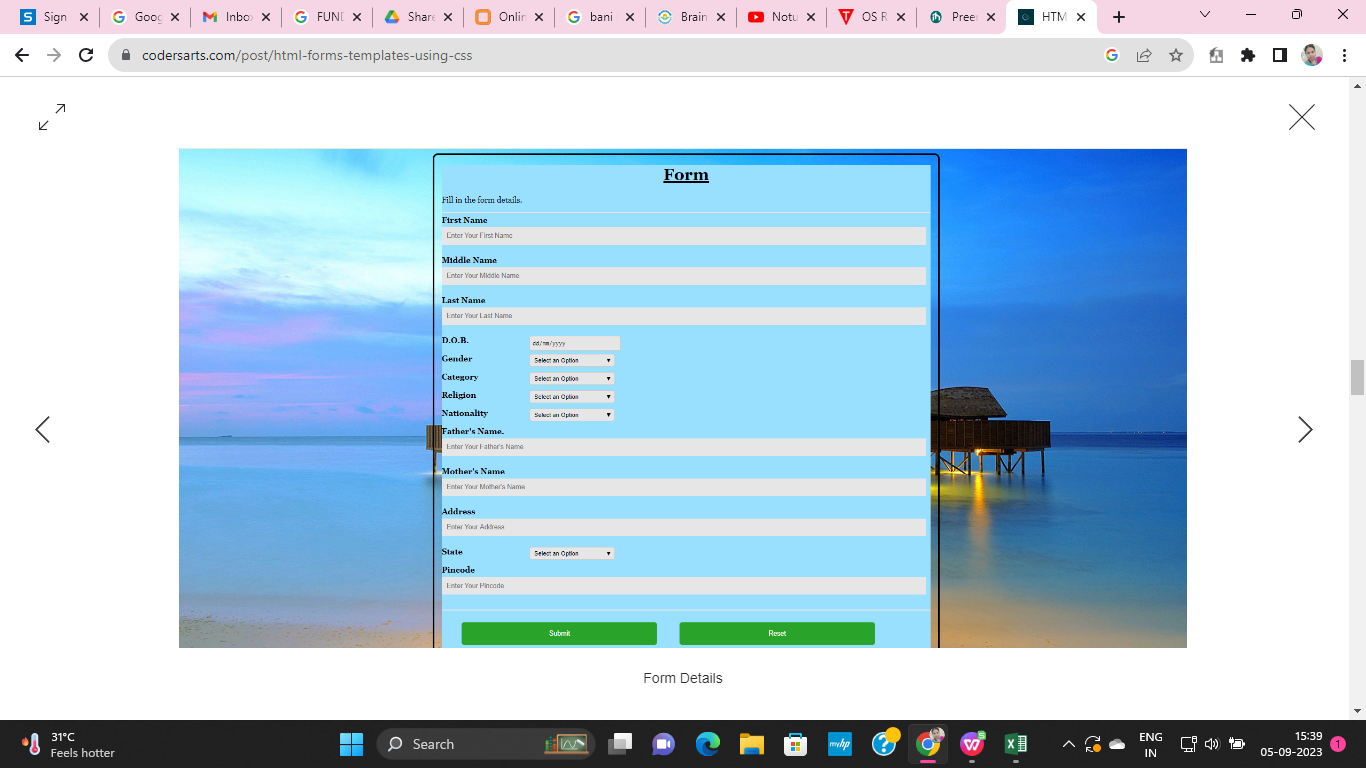 Sign
Goog
Inbo
FUND
Share
Onlin
bani
Brain
Notu
OS R
Preer
HTM
codersarts.com/post/html-forms-templates-using-css
Form
Fill in the form details.
First Name
Enter Your First Name
Middle Name
Enter Your Middle Name
Last Name
Enter Your Last Name
D.O.B.
dd/mm/yyyy
Gender
Select an Option
Category
Select an Option
Religion
Select an Option
Nationality
Select an Option
Father's Name.
Enter Your Father's Name
Mother's Name
Enter Your Mother's Name
Address
Enter Your Address
State
Select an Option
Pincode
Enter Your Pincode
Submit
Reset
Form Details
31°C
Feels hotter
Search
myhp
ENG
IN
15:39
05-09-2023
1